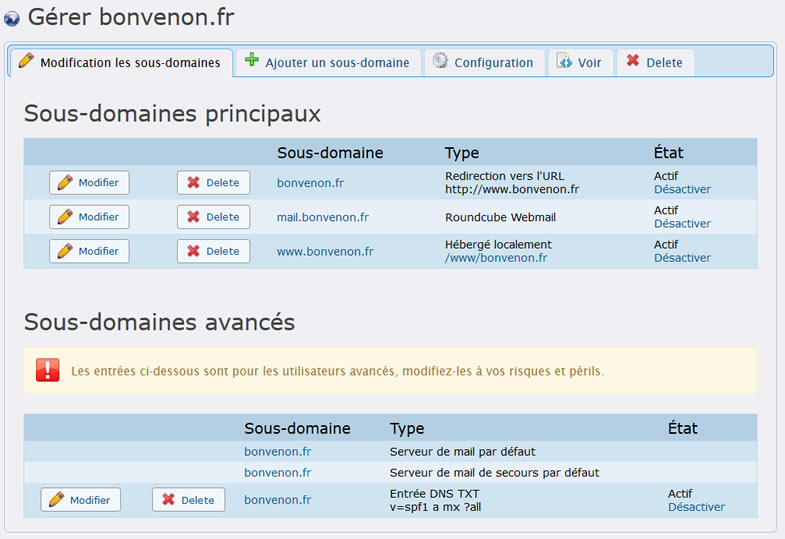 Gérer bonvenon.fr
Modification les sous-domaines Ajouter un sous-domaine Configuration Voir Delete
Sous-domaines principaux
Sous-domaine Type État
Modifier Delete bonvenon.fr Redirection vers l'URL Actif
http://www.bonvenon.fr Désactiver
Modifier Delete mail.bonvenon.fr Roundcube Webmail Actif
Désactiver
Modifier Delete www.bonvenon.fr Hébergé localement Actif
/www/bonvenon.fr Désactiver
Sous-domaines avancés
Les entrées ci-dessous sont pour les utilisateurs avancés, modifiez-les à vos risques et périls.
Sous-domaine Type État
bonvenon.fr Serveur de mail par défaut
bonvenon.fr Serveur de mail de secours par défaut
Modifier Delete bonvenon.fr Entrée DNS TXT Actif
v=spf1 a mx ?all Désactiver